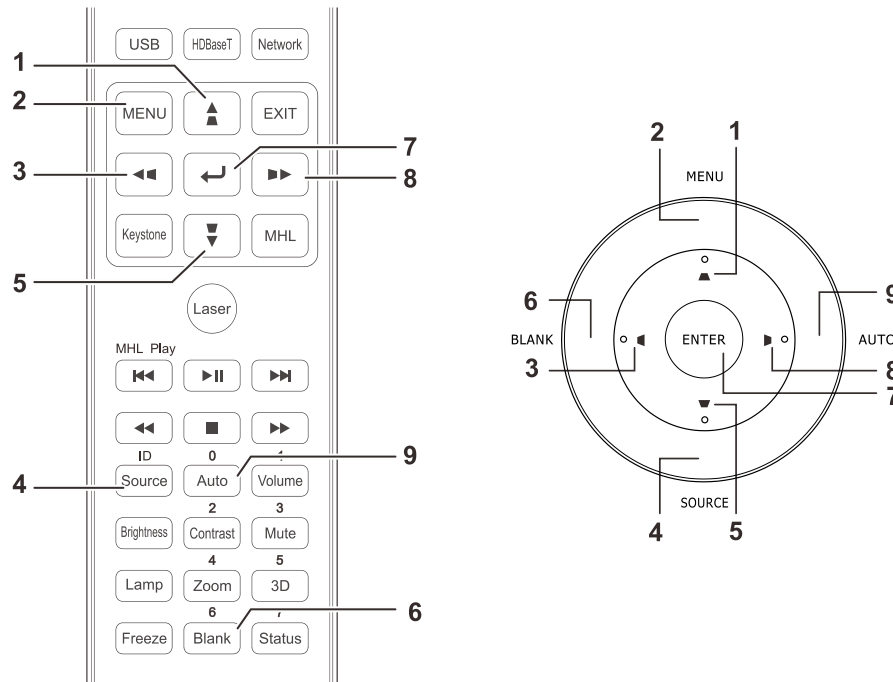 USB HDBaseT Network
1
2 MENU EXIT
3 7
8
Keystone MHL
5
Laser
MHL Play
ID 0 1
4 Source Auto Volume 9
2 3
Brightness Contrast Mute
4 5
Lamp Zoom 3D
6 7
Freeze Blank Status 6
2 1
MENU
6 9
BLANK ENTER AUTO
3 8
7
SOURCE
4 5